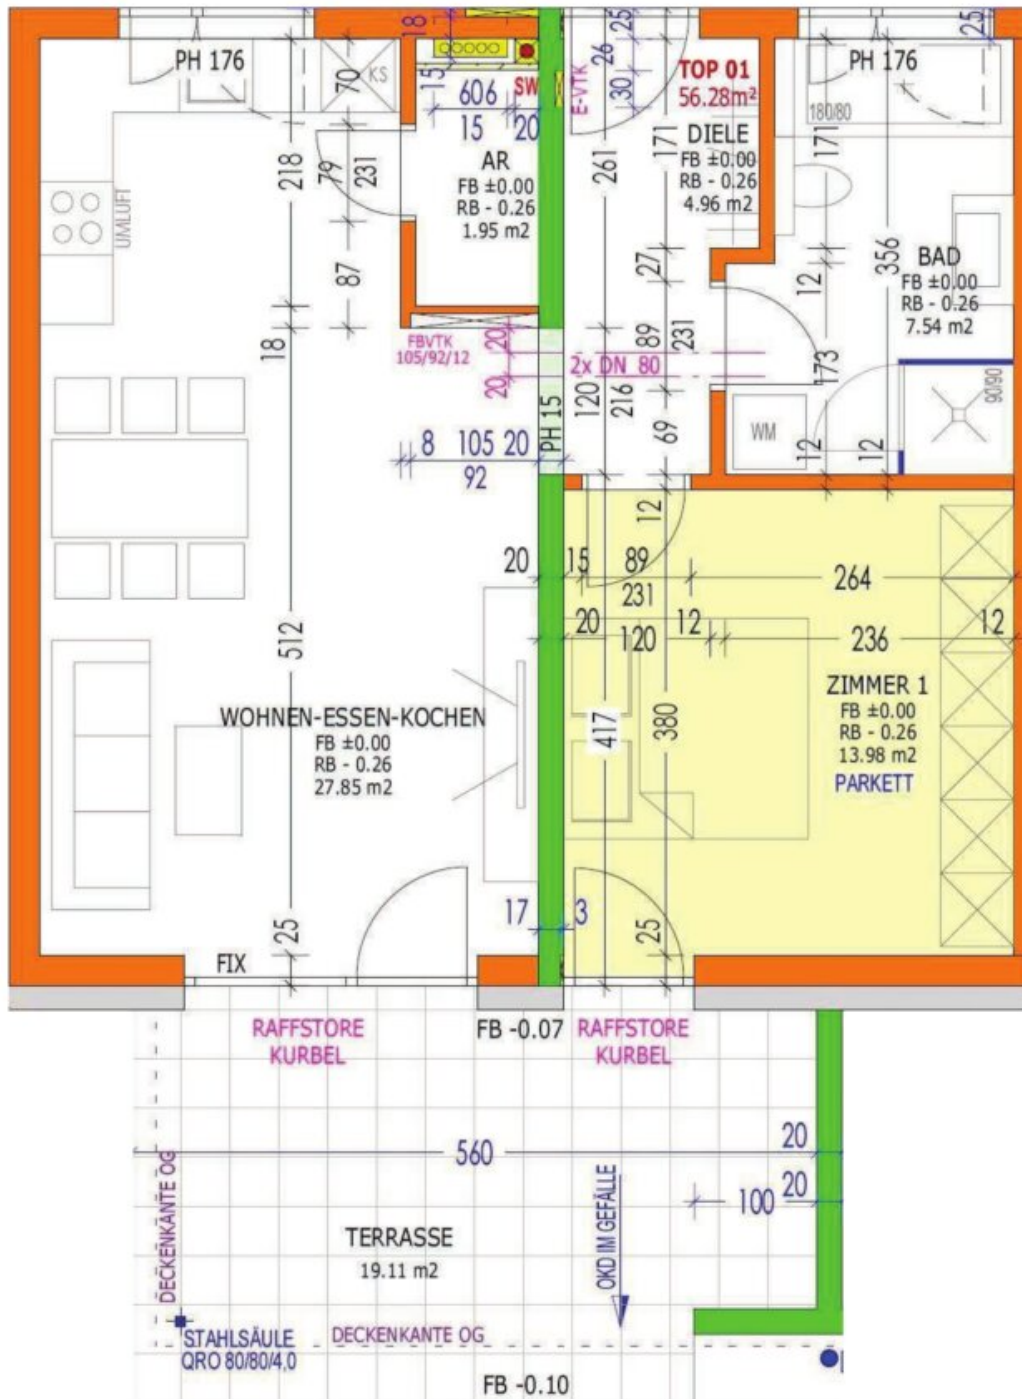 PH 176
KS
70
218
79
231
87
18
UMLUFT
18
15
606
15
20
SW
AR
FB ±0.00
RB - 0.26
1.95 m2
E-VTK
26
25
30
TOP 01
56.28m²
DIELE
FB ±0.00
RB - 0.26
4.96 m2
261
171
27
89
231
PH 176
25
180/80
171
12
356
BAD
FB ±0.00
RB - 0.26
7.54 m2
173
90/90
WM
12
12
FBVTK
105/92/12
20
20
2x DN 80
PH 15
120
216
69
8 105 20
92
12
20
15
89
231
264
20
120
12
236
12
512
WOHNEN-ESSEN-KOCHEN
FB ±0.00
RB - 0.26
27.85 m2
417
380
ZIMMER 1
FB ±0.00
RB - 0.26
13.98 m2
PARKETT
25
17
3
25
FIX
RAFFSTORE
KURBEL
FB -0.07
RAFFSTORE
KURBEL
560
20
100
20
DECKENKANTE OG
TERRASSE
19.11 m2
OKD IM GEFÄLLE
STAHLSÄULE
QRO 80/80/4,0
DECKENKANTE OG
FB -0.10